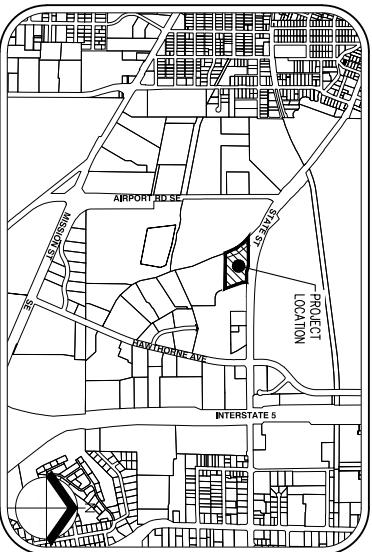 AIRPORT RD SE
STATE ST
PROJECT
LOCATION
MISSION ST
SE
HAWTHORNE AVE
INTERSTATE 5